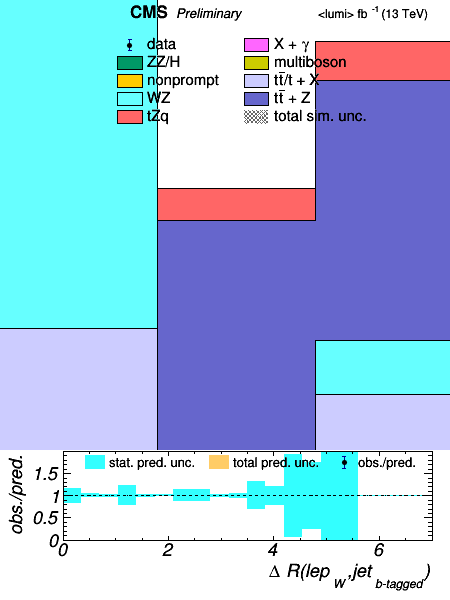 CMS Preliminary <lumi> fb⁻¹ (13 TeV)
data X + γ
ZZ/H multiboson
nonprompt tt̄/t + X
WZ tt̄ + Z
tZq total sim. unc.
stat. pred. unc. total pred. unc. obs./pred.
obs./pred.
1.5
1
0.5
0
0 2 4 6
Δ R(lep_W, jet_b-tagged)